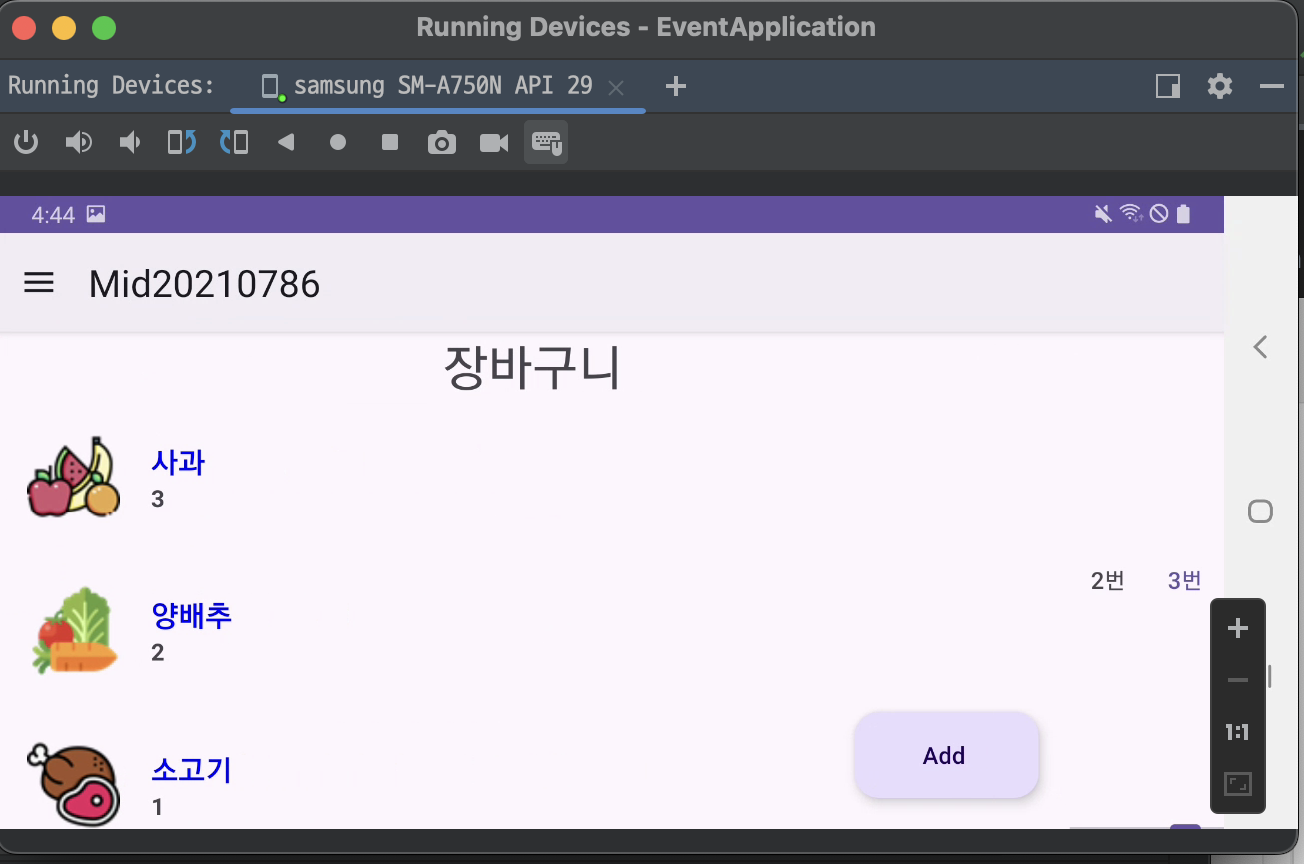 Running Devices - EventApplication
Running Devices: samsung SM-A750N API 29
4:44
Mid20210786
장바구니
사과
3
2번 3번
양배추
2
1:1
Add
소고기
1